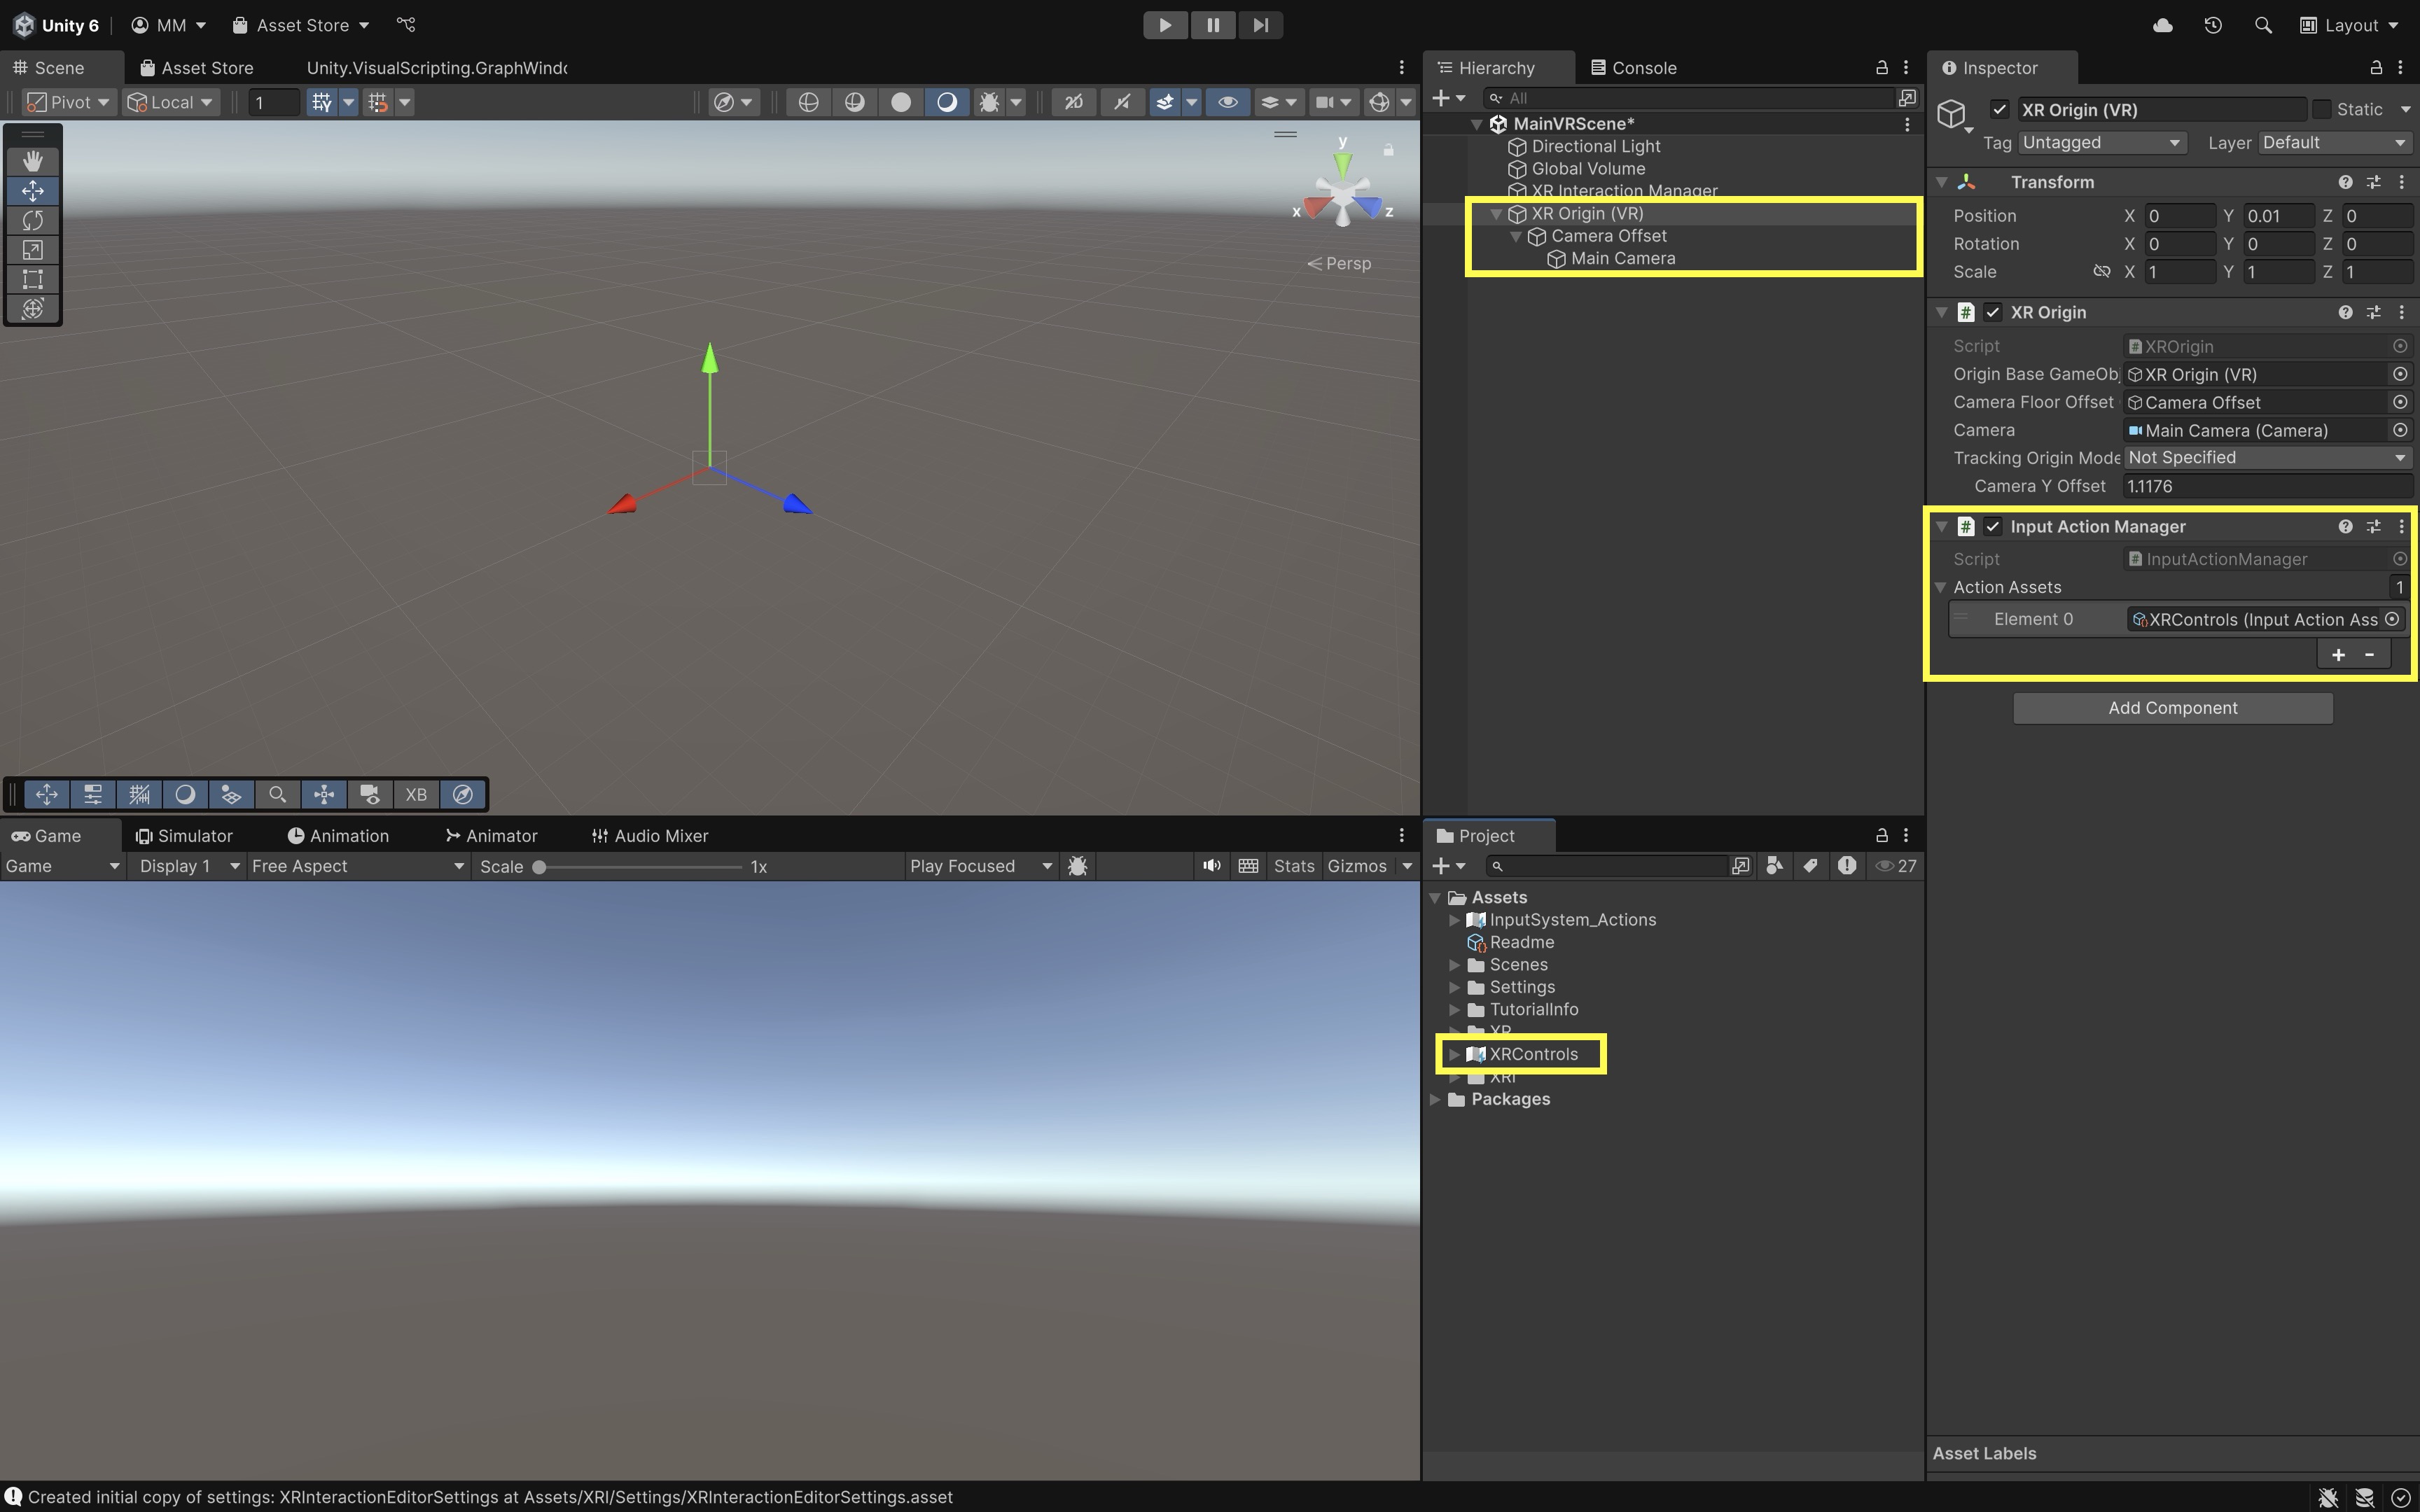 Unity 6
MM
Asset Store
Layout
Scene
Asset Store
Unity.VisualScripting.GraphWindo
Pivot
Local
1
2D
y
x
z
Persp
XB
Hierarchy
Console
All
MainVRScene*
Directional Light
Global Volume
XR Interaction Manager
XR Origin (VR)
Camera Offset
Main Camera
Inspector
XR Origin (VR)
Static
Tag Untagged
Layer Default
Transform
Position X 0 Y 0.01 Z 0
Rotation X 0 Y 0 Z 0
Scale X 1 Y 1 Z 1
XR Origin
Script XROrigin
Origin Base GameObj XR Origin (VR)
Camera Floor Offset Camera Offset
Camera Main Camera (Camera)
Tracking Origin Mode Not Specified
Camera Y Offset 1.1176
Input Action Manager
Script InputActionManager
Action Assets 1
Element 0 XRControls (Input Action Ass
+ -
Add Component
Game
Simulator
Animation
Animator
Audio Mixer
Game
Display 1
Free Aspect
Scale 1x
Play Focused
Stats
Gizmos
Project
27
Assets
InputSystem_Actions
Readme
Scenes
Settings
TutorialInfo
XR
XRControls
XRI
Packages
Asset Labels
Created initial copy of settings: XRInteractionEditorSettings at Assets/XRI/Settings/XRInteractionEditorSettings.asset